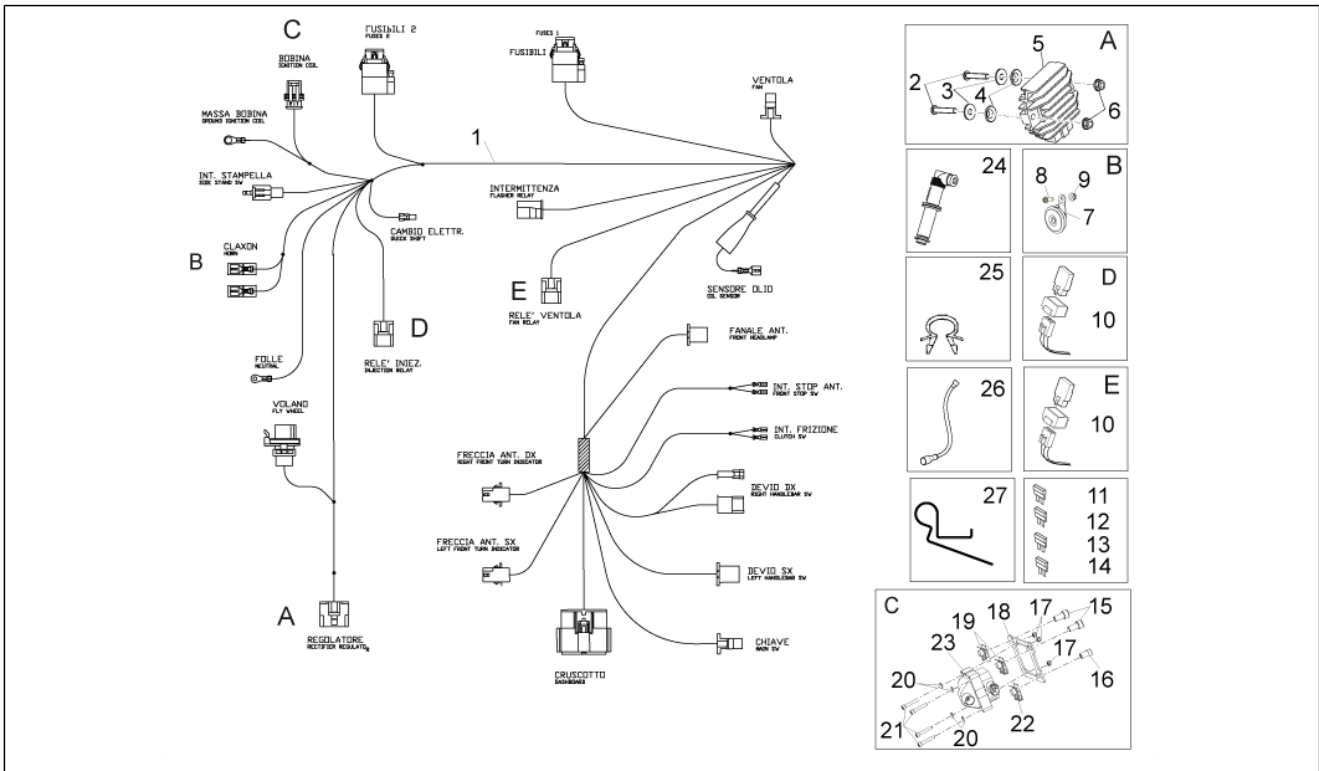 C
BOBINA
IGNITION COIL
FUSIBILI 2
FUSES 2
FUSES 1
FUSIBILI
VENTOLA
FAN
MASSA BOBINA
GROUND IGNITION COIL
1
INT. STAMPELLA
SIDE STAND SW
INTERMITTENZA
FLASHER RELAY
CAMBIO ELETTR.
QUICK SHIFT
B
CLAXON
HORN
E
SENSORE OLIO
OIL SENSOR
RELE' VENTOLA
FAN RELAY
D
RELE' INIEZ.
INJECTION RELAY
FANALE ANT.
FRONT HEADLAMP
FOLLE
NEUTRAL
INT. STOP ANT.
FRONT STOP SW
VOLANO
FLY WHEEL
INT. FRIZIONE
CLUTCH SW
FRECCIA ANT. DX
RIGHT FRONT TURN INDICATOR
DEVIO DX
RIGHT HANDLEBAR SW
FRECCIA ANT. SX
LEFT FRONT TURN INDICATOR
DEVIO SX
LEFT HANDLEBAR SW
A
REGOLATORE
RECTIFIER REGULATOR
CHIAVE
MAIN SW
CRUSCOTTO
DASHBOARD
A
5
2
3
4
6
24
B
8
9
7
25
D
10
26
E
10
27
11
12
13
14
C
19
18
17
15
23
17
16
20
22
21
20